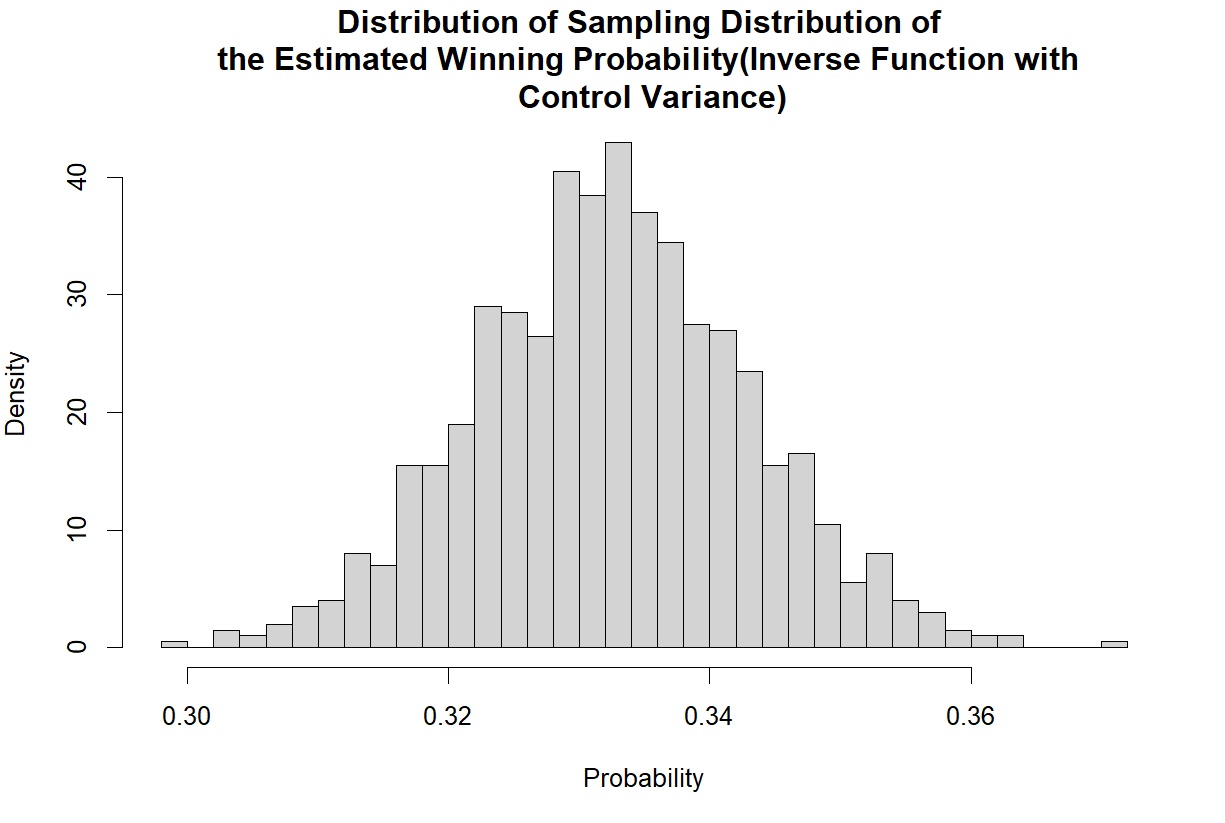 Distribution of Sampling Distribution of
the Estimated Winning Probability(Inverse Function with
Control Variance)
40
30
20
10
0
Density
0.30 0.32 0.34 0.36
Probability